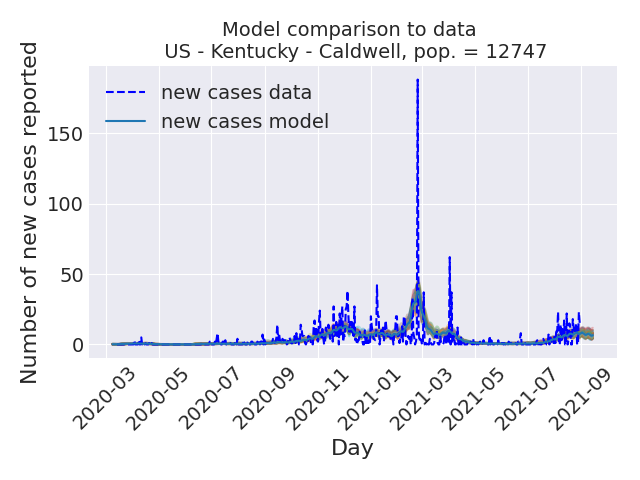 Model comparison to data
US - Kentucky - Caldwell, pop. = 12747
Number of new cases reported
new cases data
new cases model
150
100
50
0
2020-03
2020-05
2020-07
2020-09
2020-11
2021-01
2021-03
2021-05
2021-07
2021-09
Day